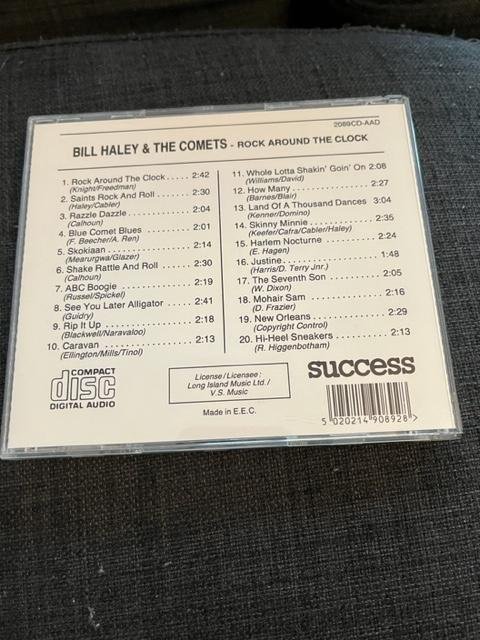 2089CD-AAD
BILL HALEY & THE COMETS - ROCK AROUND THE CLOCK
1. Rock Around The Clock ..... 2:42
(Knight/Freedman)
2. Saints Rock And Roll ....... 2:30
(Haley/Cabler)
3. Razzle Dazzle .............. 2:04
(Calhoun)
4. Blue Comet Blues .......... 2:01
(F. Beecher/A. Ren)
5. Skokiaan .................. 2:14
(Mearurgwa/Glazer)
6. Shake Rattle And Roll ...... 2:30
(Calhoun)
7. ABC Boogie ................ 2:19
(Russel/Spickel)
8. See You Later Alligator ..... 2:41
(Guidry)
9. Rip It Up .................. 2:18
(Blackwell/Naravaloo)
10. Caravan .................. 2:13
(Ellington/Mills/Tinol)
11. Whole Lotta Shakin' Goin' On 2:08
(Williams/David)
12. How Many ................ 2:27
(Barnes/Blair)
13. Land Of A Thousand Dances 3:04
(Kenner/Domino)
14. Skinny Minnie ............. 2:35
(Keefer/Cafra/Cabler/Haley)
15. Harlem Nocturne .......... 2:24
(E. Hagen)
16. Justine .................... 1:48
(Harris/D. Terry Jnr.)
17. The Seventh Son .......... 2:05
(W. Dixon)
18. Mohair Sam ............... 2:16
(D. Frazier)
19. New Orleans .............. 2:29
(Copyright Control)
20. Hi-Heel Sneakers .......... 2:13
(R. Higgenbotham)
COMPACT
disc
DIGITAL AUDIO
License / Licensee :
Long Island Music Ltd. /
V.S. Music
Made in E.E.C.
success
5 020214 908928 >